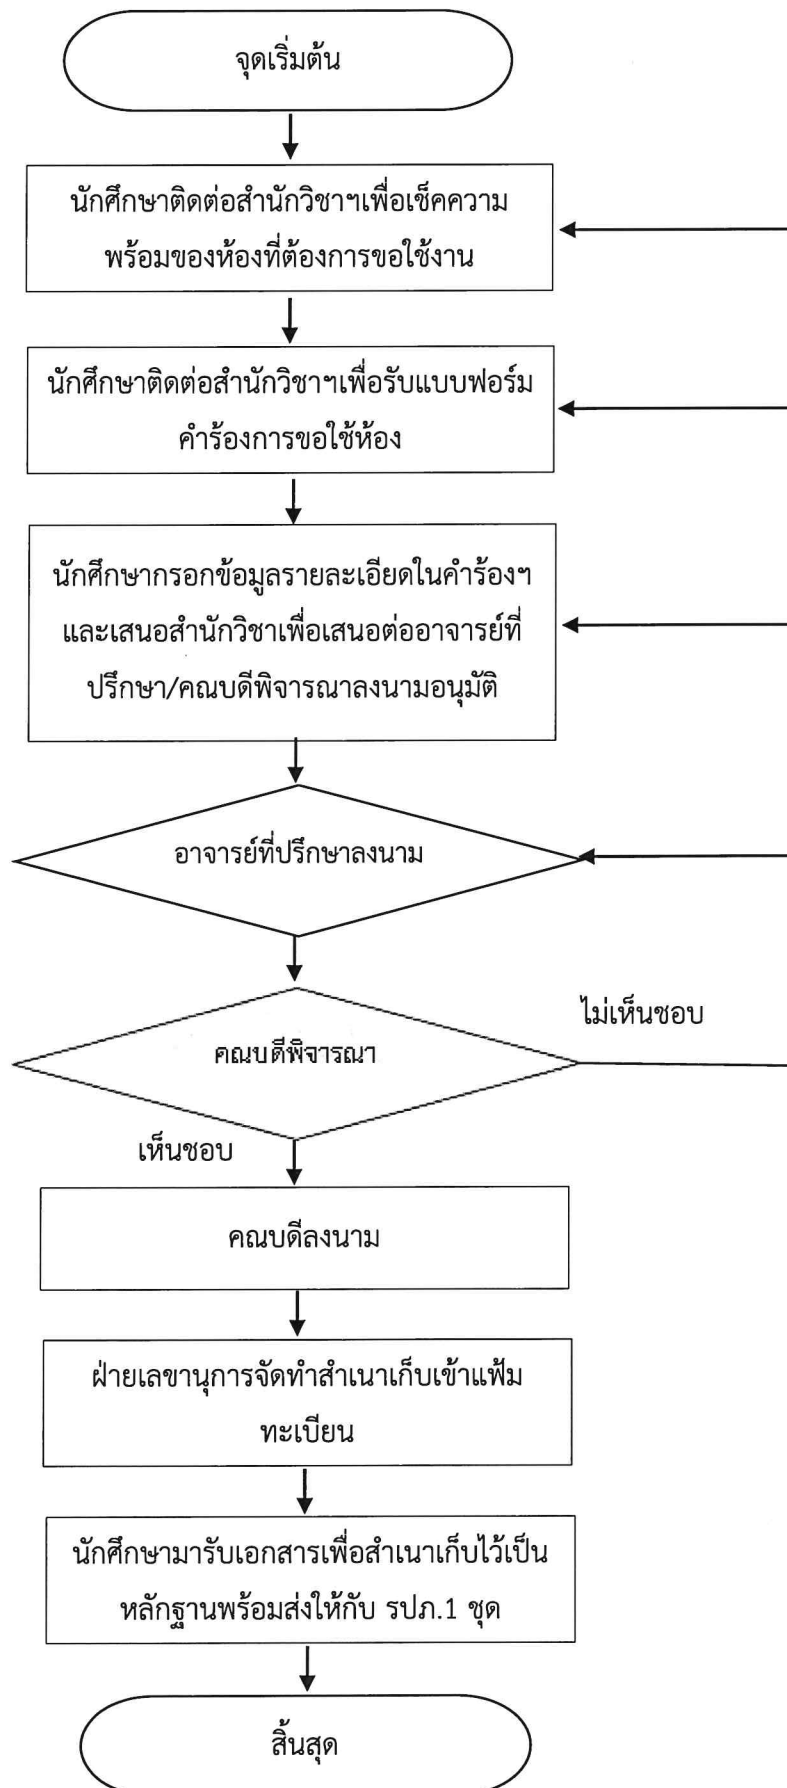 จุดเริ่มต้น
นักศึกษาติดต่อสำนักวิชาฯเพื่อเช็คความ
พร้อมของห้องที่ต้องการขอใช้งาน
นักศึกษาติดต่อสำนักวิชาฯเพื่อรับแบบฟอร์ม
คำร้องการขอใช้ห้อง
นักศึกษากรอกข้อมูลรายละเอียดในคำร้องฯ
และเสนอสำนักวิชาเพื่อเสนอต่ออาจารย์ที่
ปรึกษา/คณบดีพิจารณาลงนามอนุมัติ
อาจารย์ที่ปรึกษาลงนาม
ไม่เห็นชอบ
คณบดีพิจารณา
เห็นชอบ
คณบดีลงนาม
ฝ่ายเลขานุการจัดทำสำเนาเก็บเข้าแฟ้ม
ทะเบียน
นักศึกษามารับเอกสารเพื่อสำเนาเก็บไว้เป็น
หลักฐานพร้อมส่งให้กับ รปภ.1 ชุด
สิ้นสุด